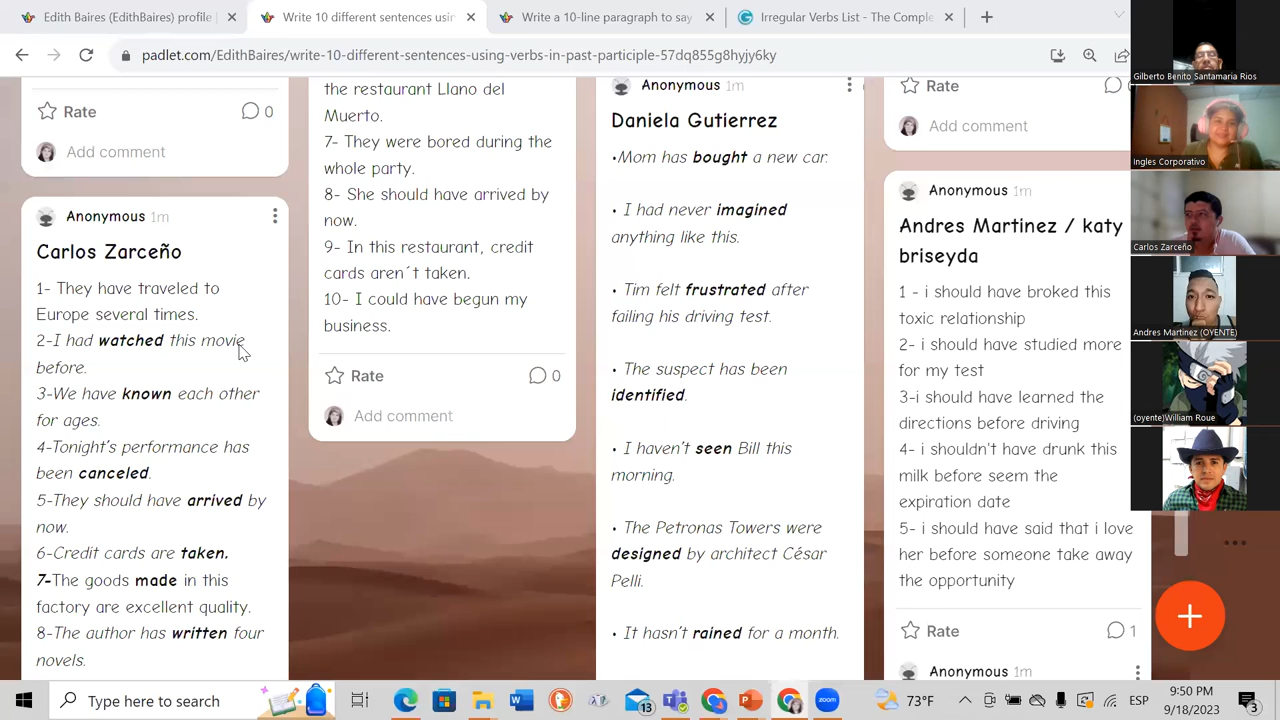 Edith Baires (EdithBaires) profile |
Write 10 different sentences usin
Write a 10-line paragraph to say
Irregular Verbs List - The Comple
padlet.com/EdithBaires/write-10-different-sentences-using-verbs-in-past-participle-57dq855g8hyjy6ky
Rate
0
Add comment
Anonymous 1m
Carlos Zarceño
1- They have traveled to
Europe several times.
2-I had watched this movie
before.
3-We have known each other
for ages.
4-Tonight's performance has
been canceled.
5-They should have arrived by
now.
6-Credit cards are taken.
7-The goods made in this
factory are excellent quality.
8-The author has written four
novels.
the restaurant Llano del
Muerto.
7- They were bored during the
whole party.
8- She should have arrived by
now.
9- In this restaurant, credit
cards aren´t taken.
10- I could have begun my
business.
Rate
0
Add comment
Anonymous 1m
Daniela Gutierrez
•Mom has bought a new car.
• I had never imagined
anything like this.
• Tim felt frustrated after
failing his driving test.
• The suspect has been
identified.
• I haven't seen Bill this
morning.
• The Petronas Towers were
designed by architect César
Pelli.
• It hasn't rained for a month.
Rate
Add comment
Anonymous 1m
Andres Martinez / katy
briseyda
1 - i should have broked this
toxic relationship
2- i should have studied more
for my test
3-i should have learned the
directions before driving
4- i shouldn't have drunk this
milk before seem the
expiration date
5- i should have said that i love
her before someone take away
the opportunity
Rate
1
Anonymous 1m
Gilberto Benito Santamaria Rios
Ingles Corporativo
Carlos Zarceño
Andres Martinez (OYENTE)
(oyente)William Roue
Type here to search
13
73°F
ESP
9:50 PM
9/18/2023
3